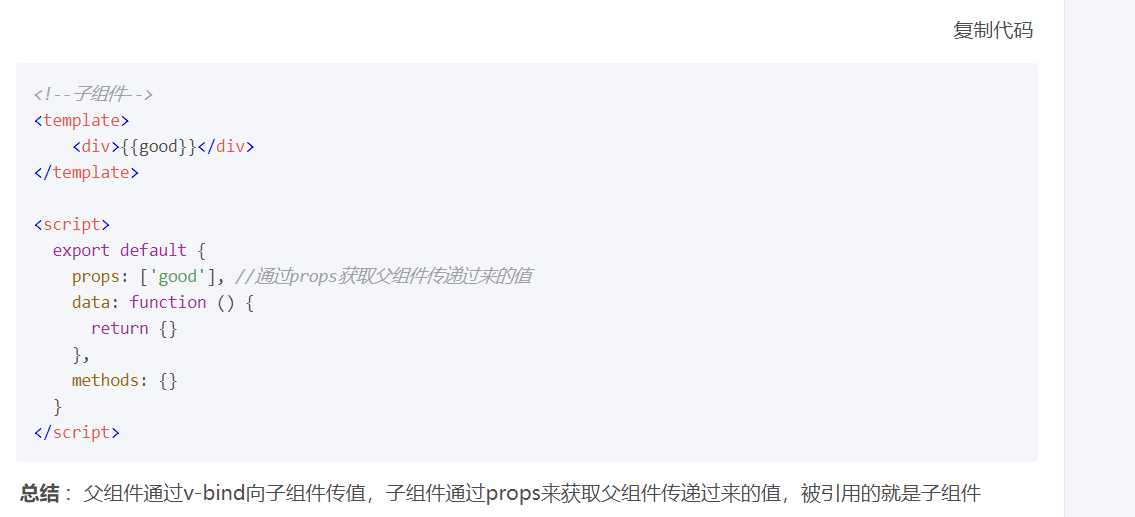 复制代码
<!--子组件-->
<template>
    <div>{{good}}</div>
</template>

<script>
  export default {
    props: ['good'], //通过props获取父组件传递过来的值
    data: function () {
      return {}
    },
    methods: {}
  }
</script>
总结：父组件通过v-bind向子组件传值，子组件通过props来获取父组件传递过来的值，被引用的就是子组件